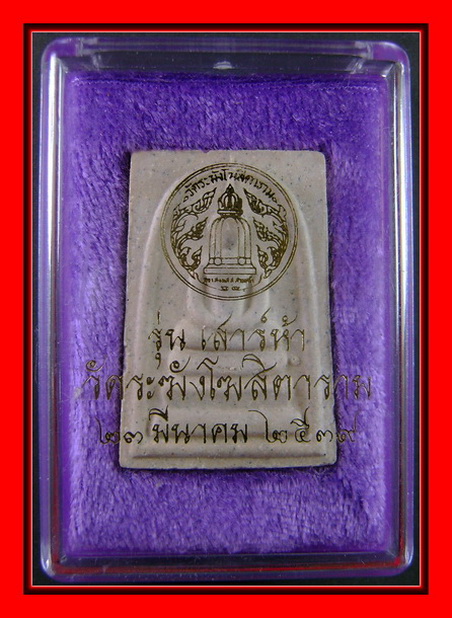 วัดระฆังโฆสิตาราม
รุ่น เสาร์ห้า
วัดระฆังโฆสิตาราม
๒๓ มีนาคม ๒๕๓๙